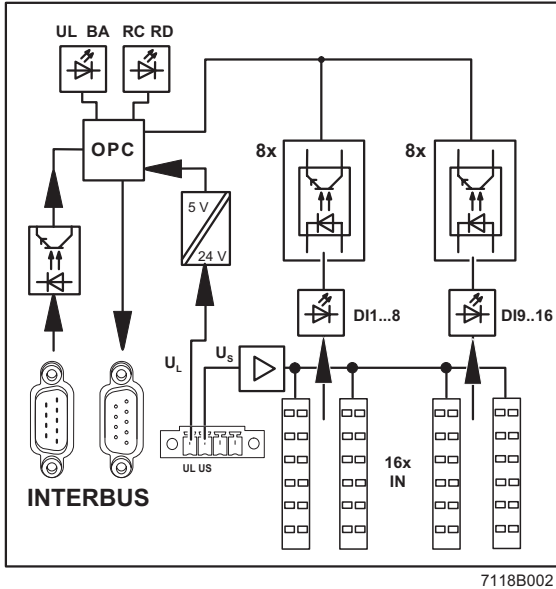 UL BA RC RD
OPC
8x 8x
5 V
24 V
DI1...8 DI9..16
UL US
UL US
16x
IN
INTERBUS
7118B002